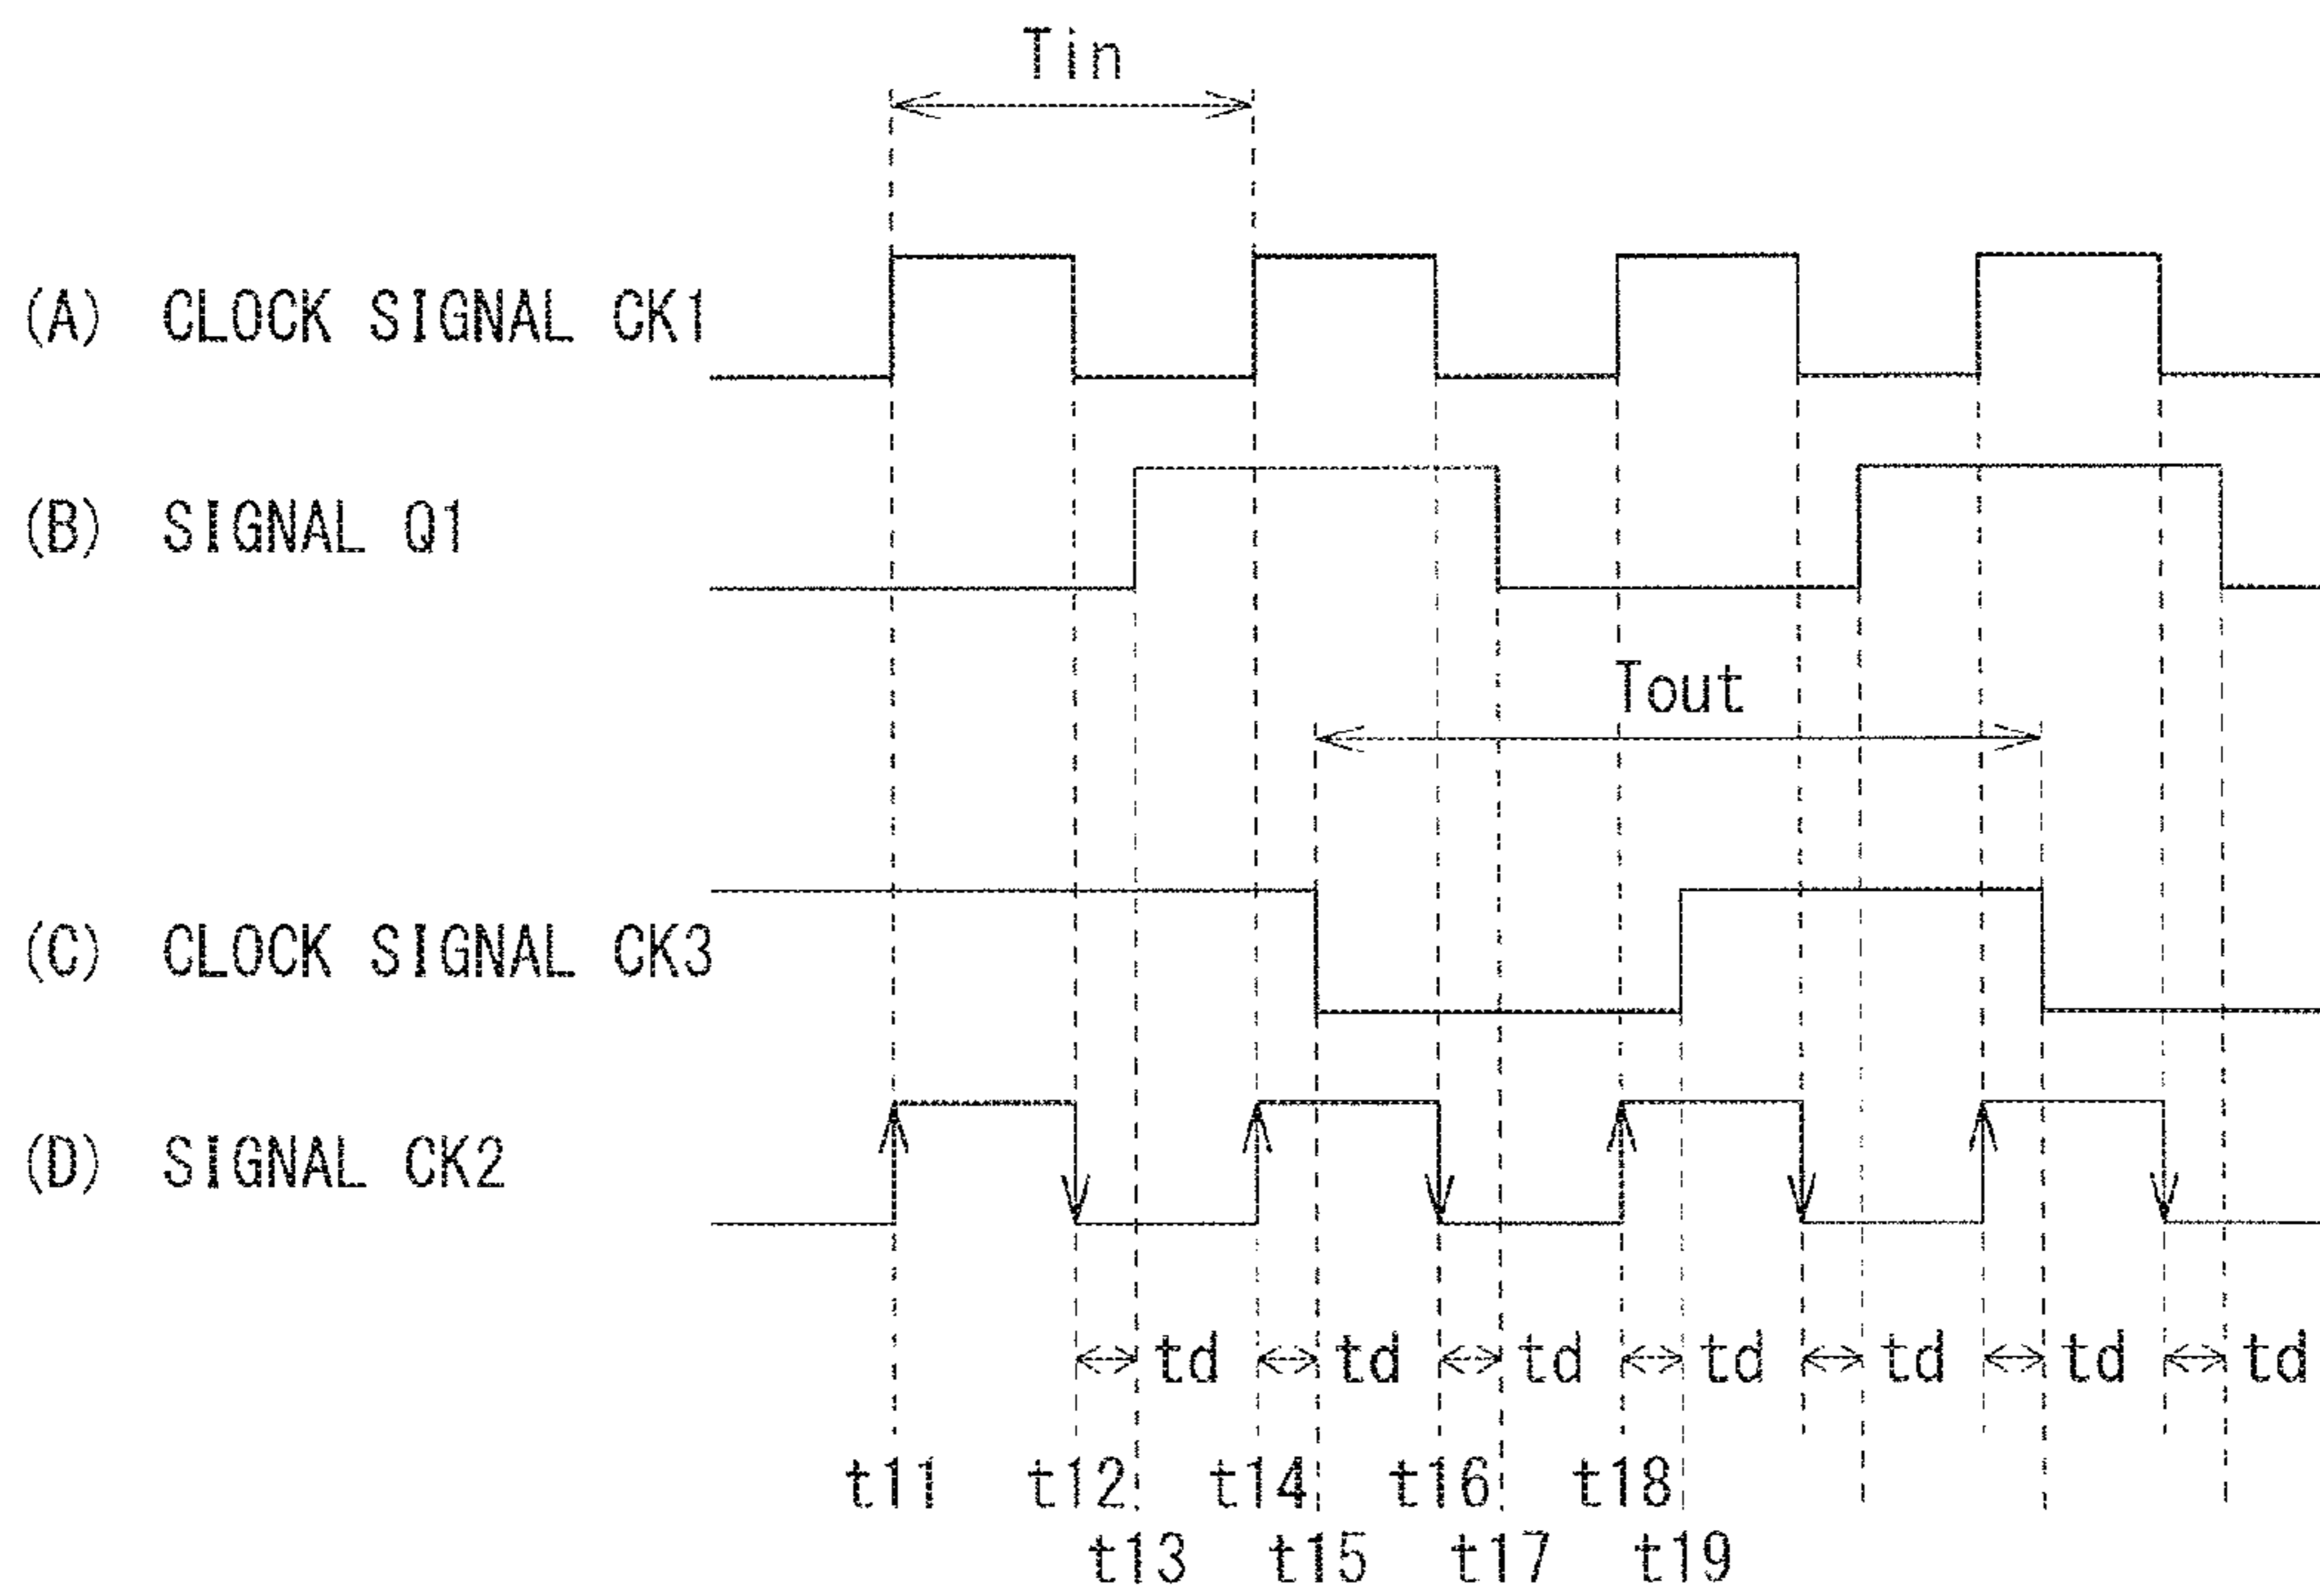 Tin
(A) CLOCK SIGNAL CK1
(B) SIGNAL Q1
Tout
(C) CLOCK SIGNAL CK3
(D) SIGNAL CK2
td td td td td td td
t11 t12 t14 t16 t18
t13 t15 t17 t19